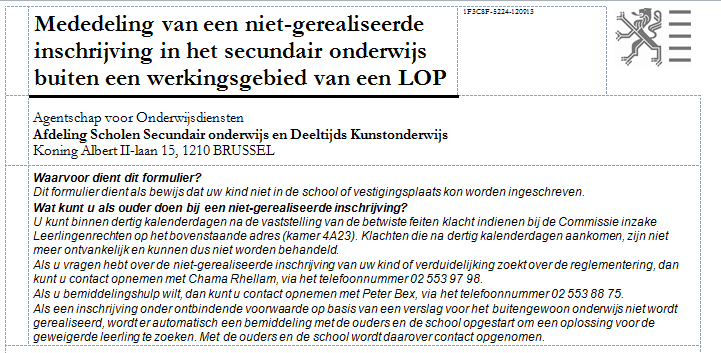 Mededeling van een niet-gerealiseerde
inschrijving in het secundair onderwijs
buiten een werkingsgebied van een LOP
1F3C8F-5224-120913
Agentschap voor Onderwijsdiensten
Afdeling Scholen Secundair onderwijs en Deeltijds Kunstonderwijs
Koning Albert II-laan 15, 1210 BRUSSEL
Waarvoor dient dit formulier?
Dit formulier dient als bewijs dat uw kind niet in de school of vestigingsplaats kon worden ingeschreven.
Wat kunt u als ouder doen bij een niet-gerealiseerde inschrijving?
U kunt binnen dertig kalenderdagen na de vaststelling van de betwiste feiten klacht indienen bij de Commissie inzake
Leerlingenrechten op het bovenstaande adres (kamer 4A23). Klachten die na dertig kalenderdagen aankomen, zijn niet
meer ontvankelijk en kunnen dus niet worden behandeld.
Als u vragen hebt over de niet-gerealiseerde inschrijving van uw kind of verduidelijking zoekt over de reglementering, dan
kunt u contact opnemen met Chama Rhellam, via het telefoonnummer 02 553 97 98.
Als u bemiddelingshulp wilt, dan kunt u contact opnemen met Peter Bex, via het telefoonnummer 02 553 88 75.
Als een inschrijving onder ontbindende voorwaarde op basis van een verslag voor het buitengewoon onderwijs niet wordt
gerealiseerd, wordt er automatisch een bemiddeling met de ouders en de school opgestart om een oplossing voor de
geweigerde leerling te zoeken. Met de ouders en de school wordt daarover contact opgenomen.